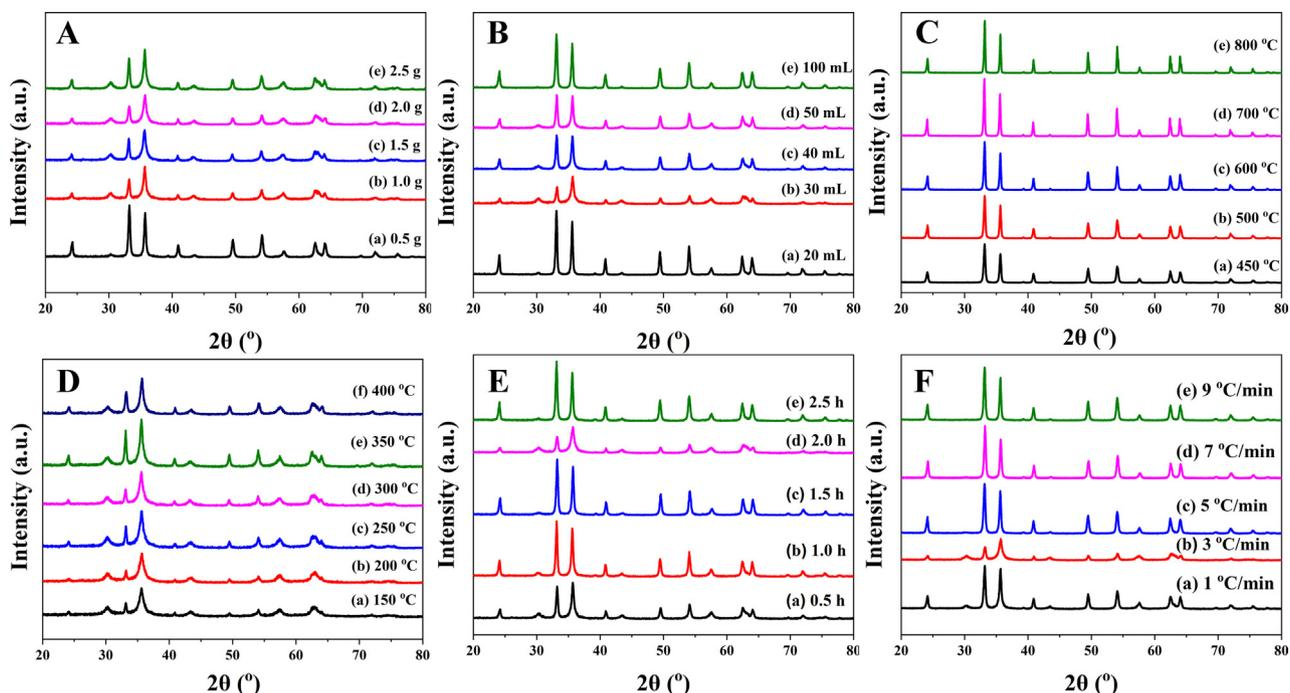 A
(e) 2.5 g
(d) 2.0 g
(c) 1.5 g
(b) 1.0 g
(a) 0.5 g
Intensity (a.u.)
20 30 40 50 60 70 80
2θ (°)
B
(e) 100 mL
(d) 50 mL
(c) 40 mL
(b) 30 mL
(a) 20 mL
Intensity (a.u.)
20 30 40 50 60 70 80
2θ (°)
C
(e) 800 °C
(d) 700 °C
(c) 600 °C
(b) 500 °C
(a) 450 °C
Intensity (a.u.)
20 30 40 50 60 70 80
2θ (°)
D
(f) 400 °C
(e) 350 °C
(d) 300 °C
(c) 250 °C
(b) 200 °C
(a) 150 °C
Intensity (a.u.)
20 30 40 50 60 70 80
2θ (°)
E
(e) 2.5 h
(d) 2.0 h
(c) 1.5 h
(b) 1.0 h
(a) 0.5 h
Intensity (a.u.)
20 30 40 50 60 70 80
2θ (°)
F
(e) 9 °C/min
(d) 7 °C/min
(c) 5 °C/min
(b) 3 °C/min
(a) 1 °C/min
Intensity (a.u.)
20 30 40 50 60 70 80
2θ (°)